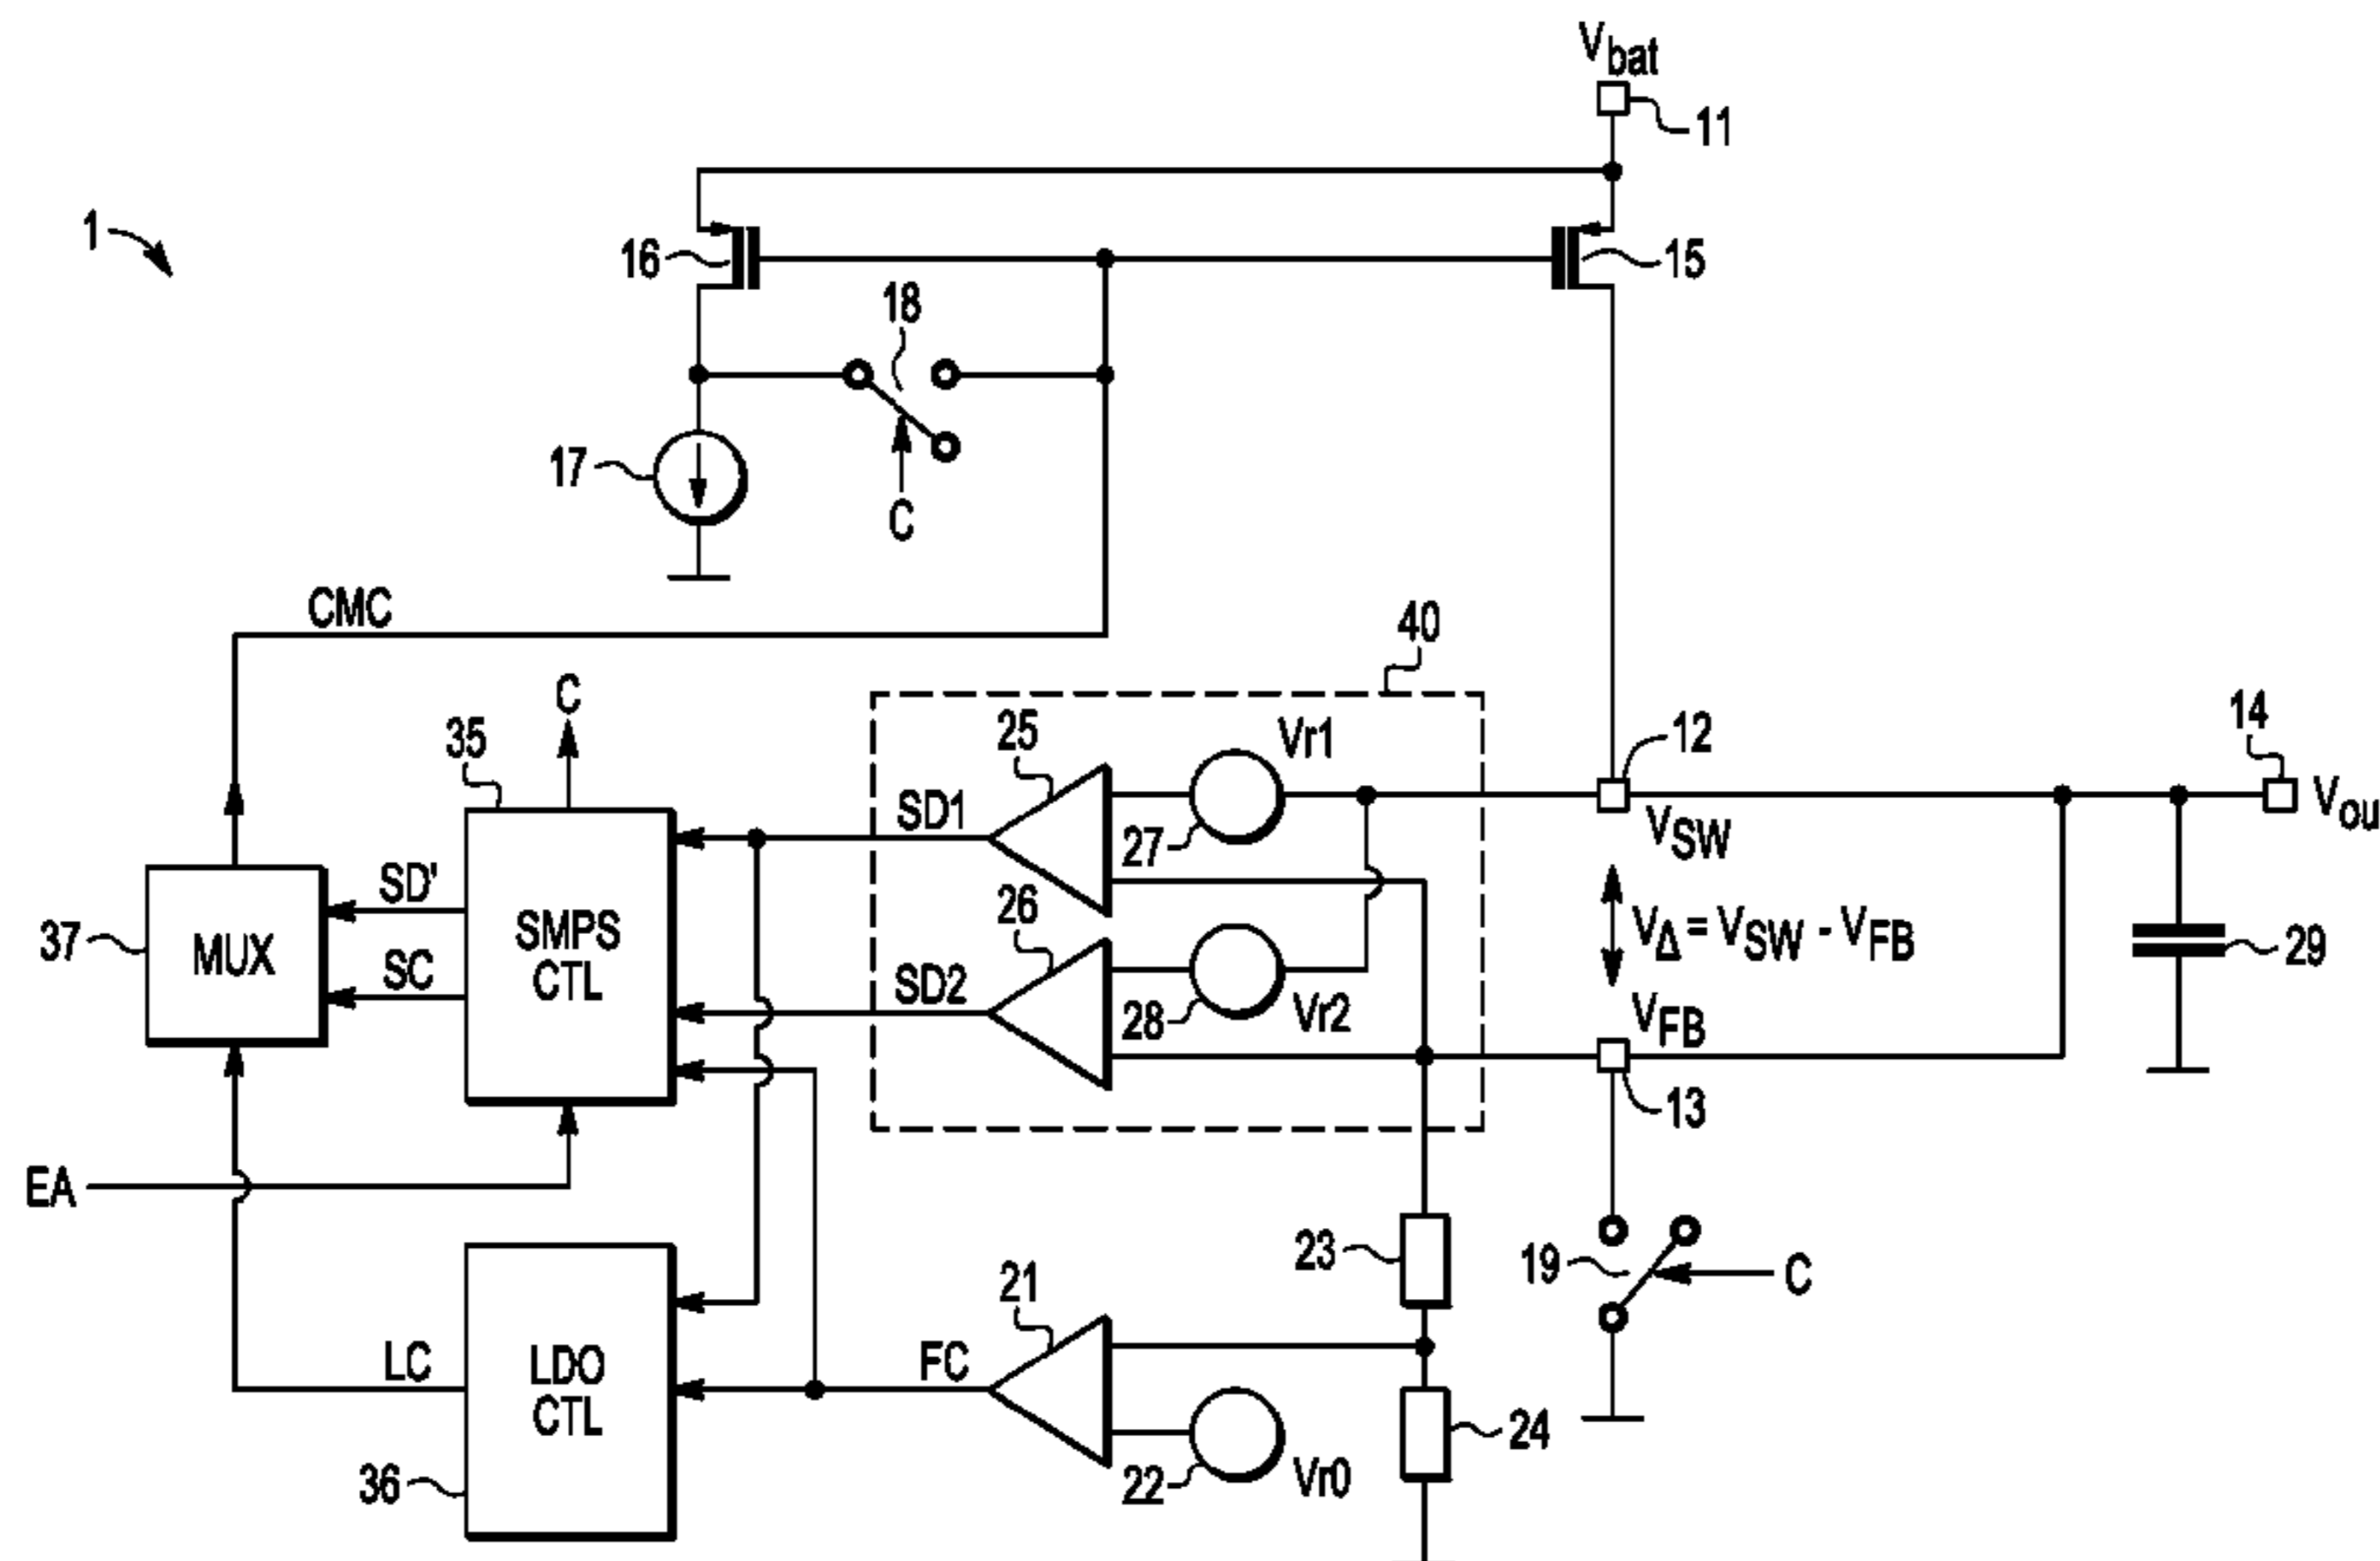 Vbat
11
1
16
15
18
17
C
CMC
40
C
35
25
Vr1
12
14
SD1
27
VSW
Vou
SD'
37
MUX
SMPS
CTL
26
VΔ = VSW - VFB
29
SC
SD2
28
Vr2
VFB
13
EA
23
19
C
21
LC
LDO
CTL
FC
24
36
22
Vr0